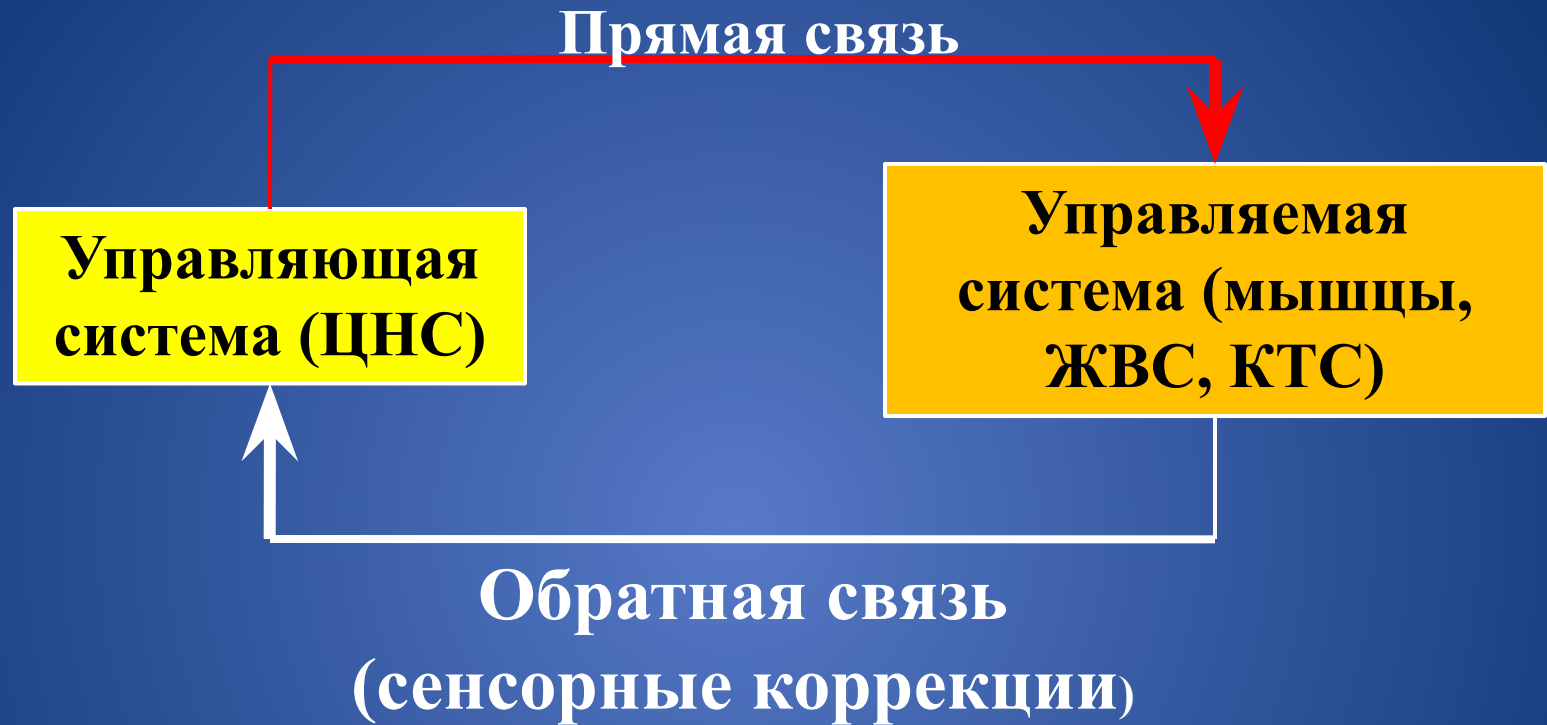 Прямая связь
Управляющая
система (ЦНС)
Управляемая
система (мышцы,
ЖВС, КТС)
Обратная связь
(сенсорные коррекции)